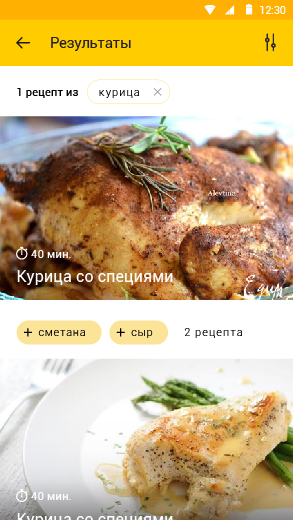 12:30
Результаты
1 рецепт из курица
Alevtina
40 мин.
Курица со специями
Едим
+ сметана + сыр 2 рецепта
40 мин.
Курица со специями